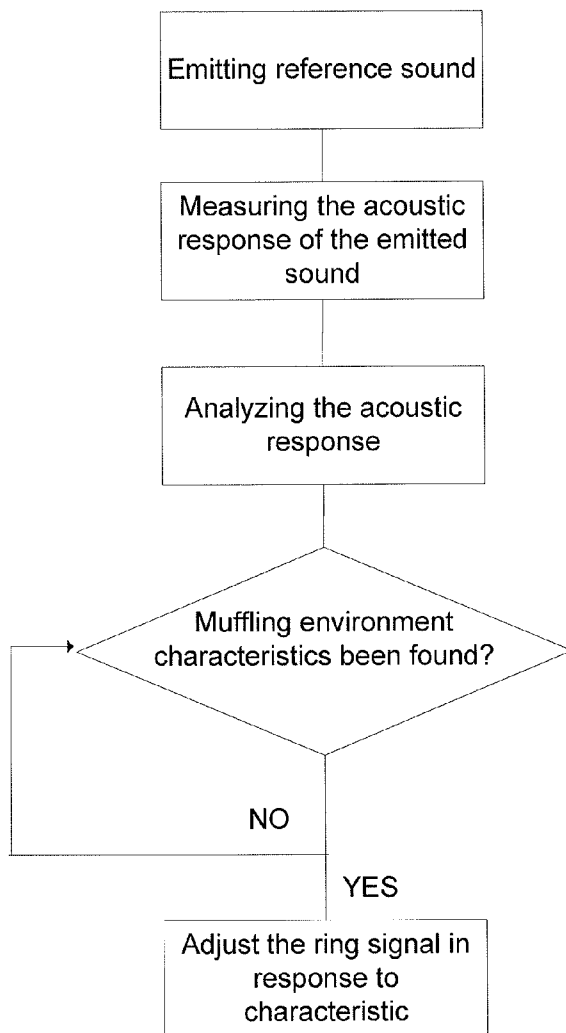 Emitting reference sound
Measuring the acoustic
response of the emitted
sound
Analyzing the acoustic
response
Muffling environment
characteristics been found?
NO
YES
Adjust the ring signal in
response to
characteristic